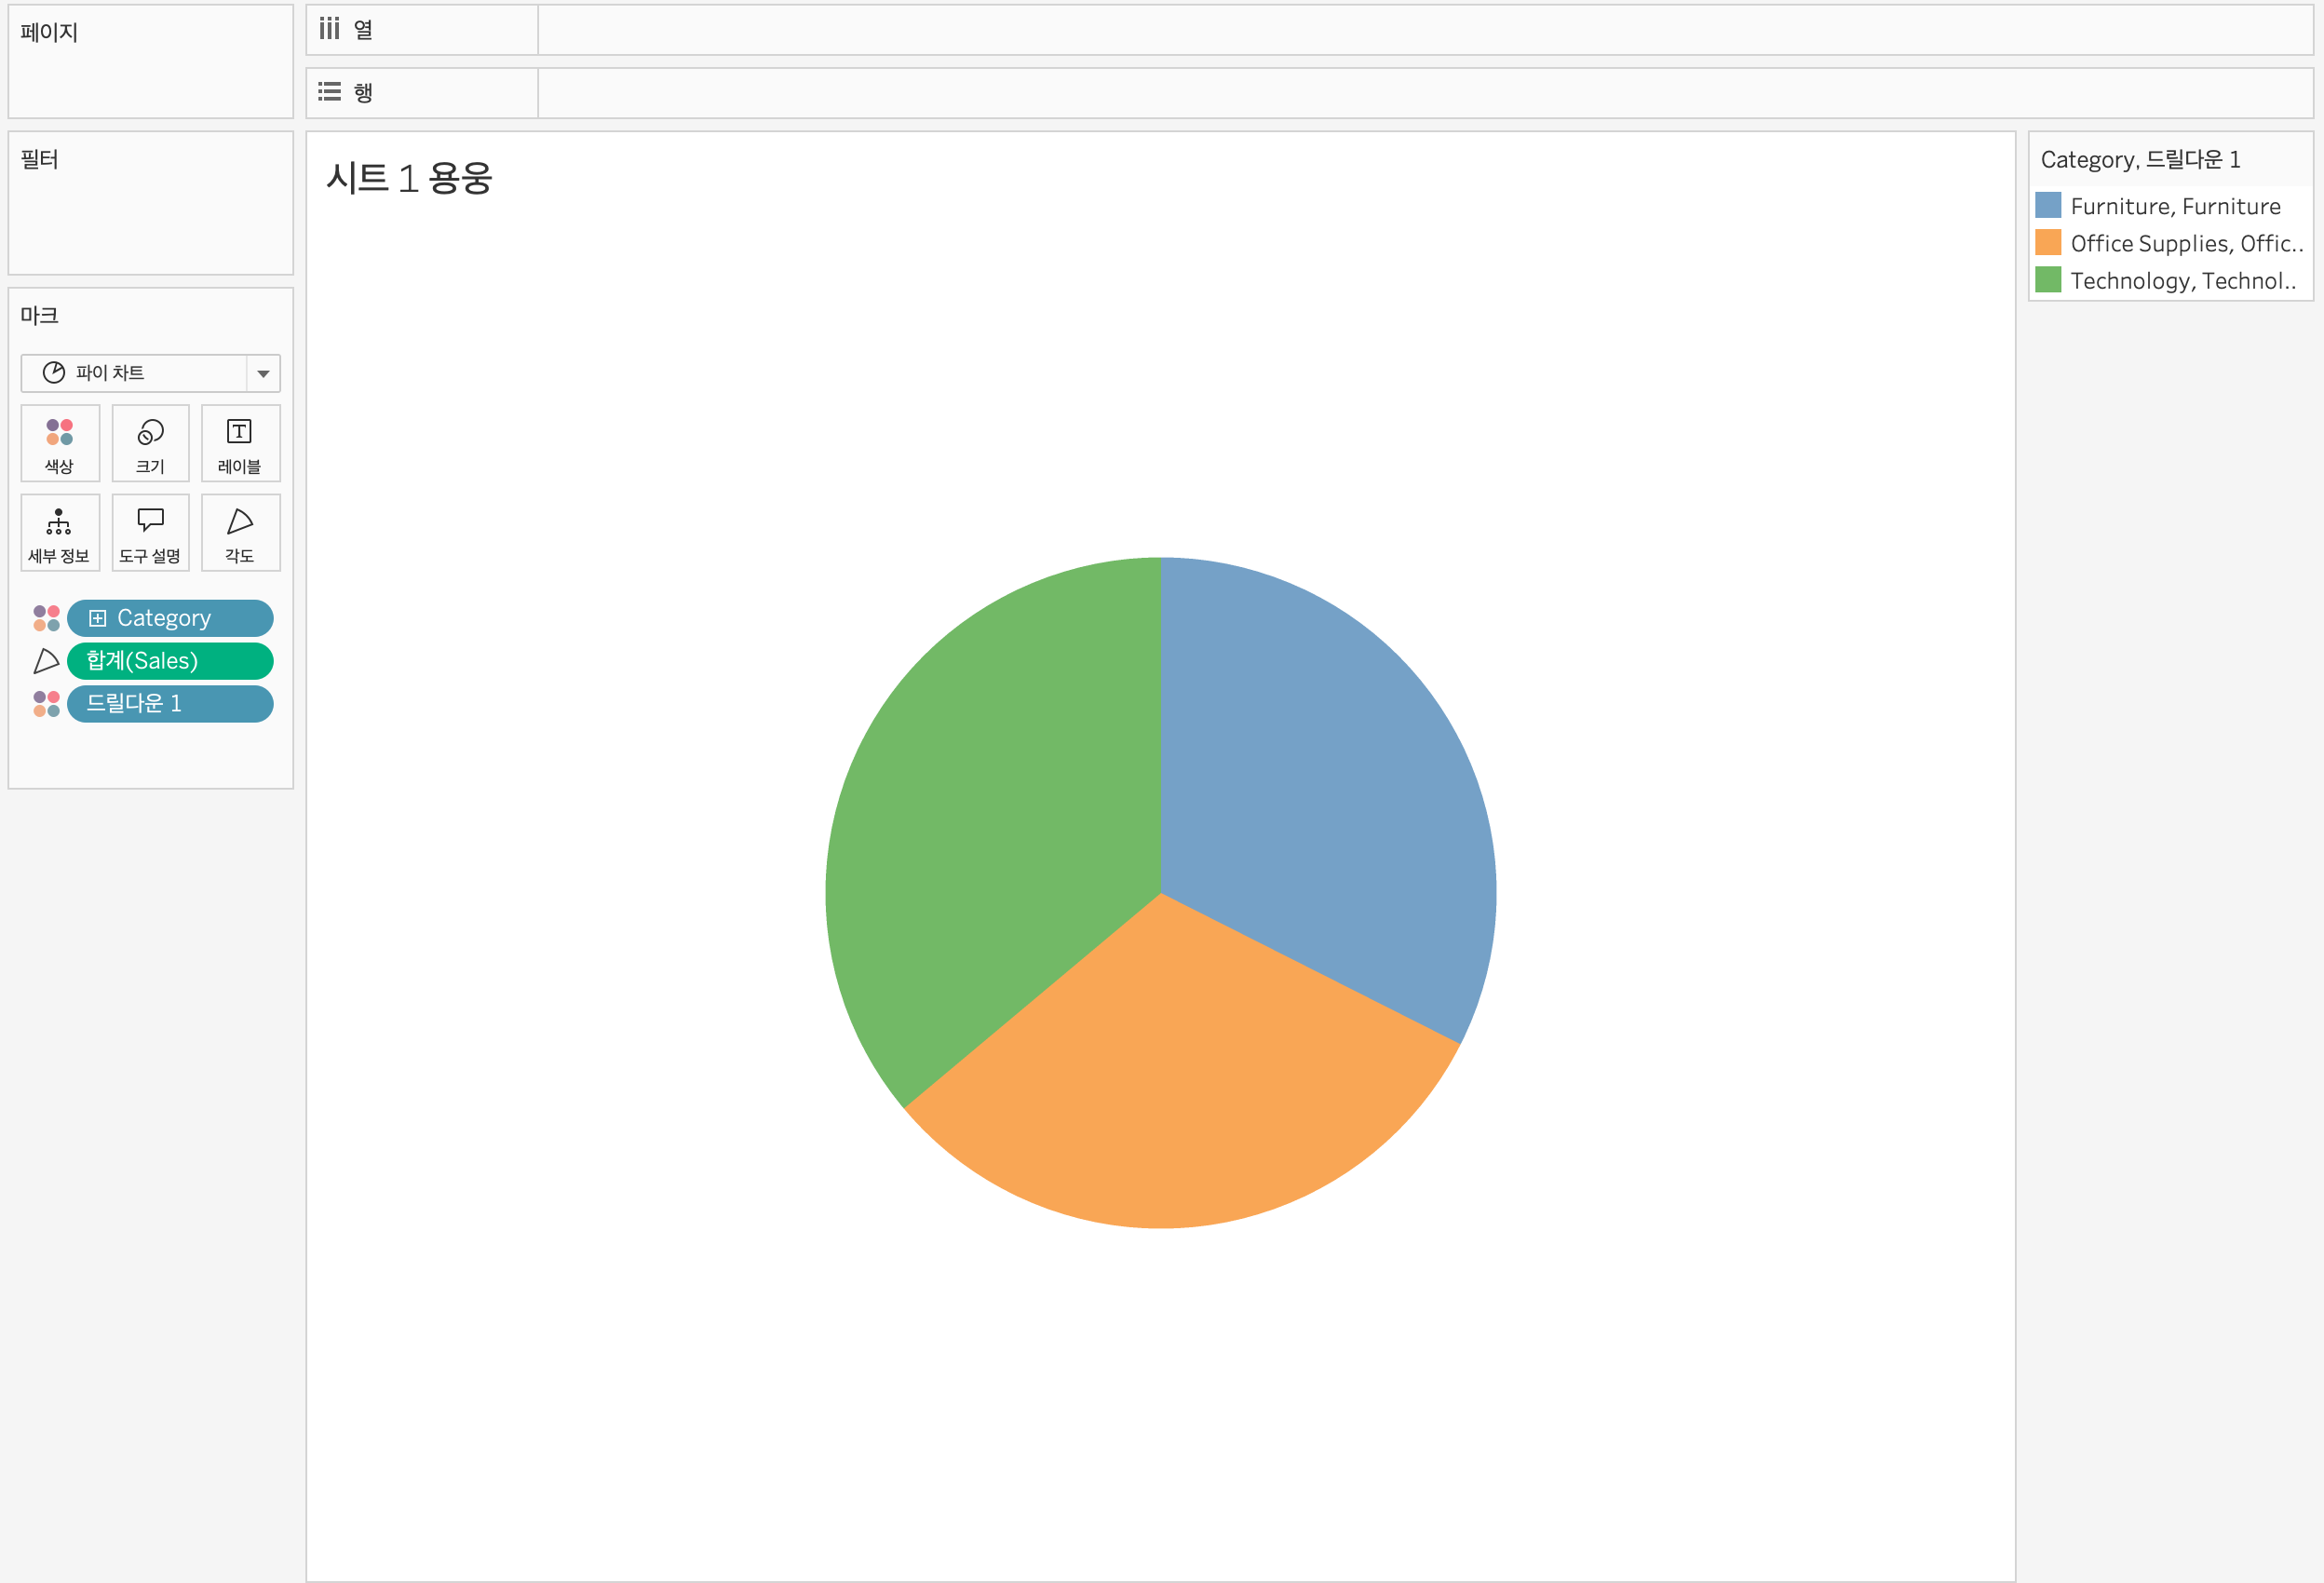 페이지
열
행
필터
시트 1 용웅
Category, 드릴다운 1
Furniture, Furniture
Office Supplies, Offic..
Technology, Technol..
마크
파이 차트
색상
크기
레이블
세부 정보
도구 설명
각도
Category
합계(Sales)
드릴다운 1